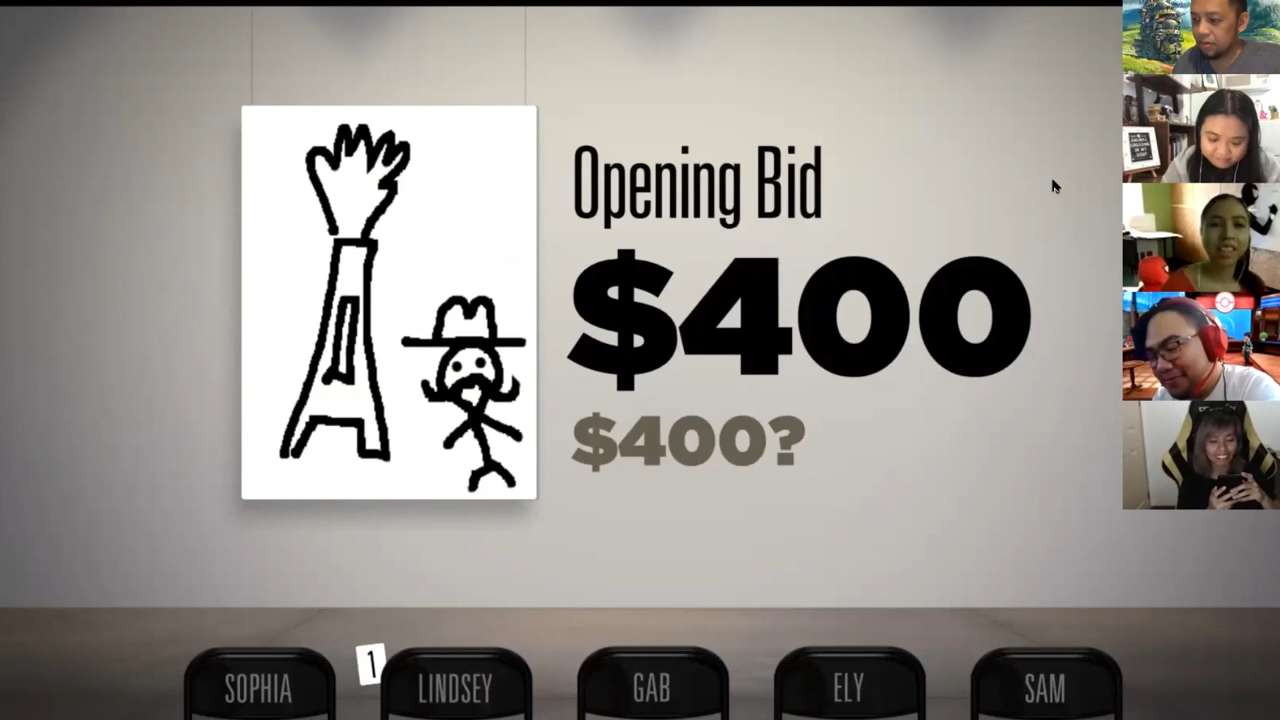 Opening Bid
$400
$400?
1
SOPHIA
LINDSEY
GAB
ELY
SAM